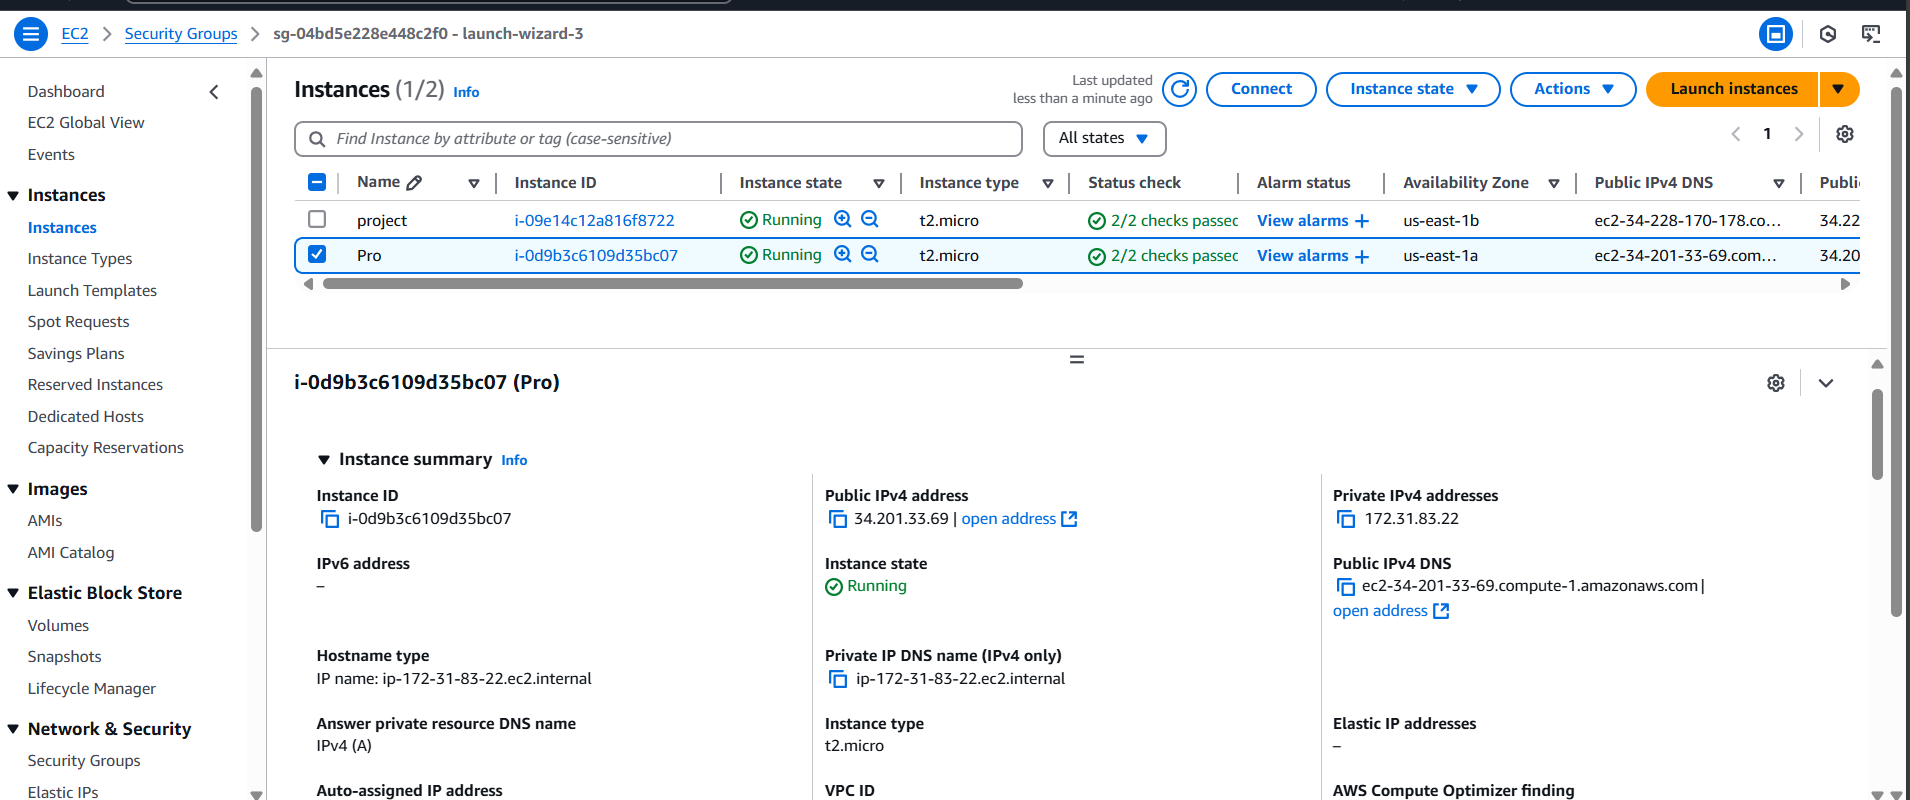 EC2 > Security Groups > sg-04bd5e228e448c2f0 - launch-wizard-3
Dashboard
EC2 Global View
Events
Instances
Instances
Instance Types
Launch Templates
Spot Requests
Savings Plans
Reserved Instances
Dedicated Hosts
Capacity Reservations
Images
AMIs
AMI Catalog
Elastic Block Store
Volumes
Snapshots
Lifecycle Manager
Network & Security
Security Groups
Elastic IPs
Instances (1/2) Info
Last updated
less than a minute ago
Connect Instance state Actions Launch instances
Find Instance by attribute or tag (case-sensitive) All states 1
Name Instance ID Instance state Instance type Status check Alarm status Availability Zone Public IPv4 DNS Publi
project i-09e14c12a816f8722 Running t2.micro 2/2 checks passed View alarms + us-east-1b ec2-34-228-170-178.co... 34.22
Pro i-0d9b3c6109d35bc07 Running t2.micro 2/2 checks passed View alarms + us-east-1a ec2-34-201-33-69.com... 34.20
i-0d9b3c6109d35bc07 (Pro)
Instance summary Info
Instance ID
i-0d9b3c6109d35bc07
Public IPv4 address
34.201.33.69 | open address
Private IPv4 addresses
172.31.83.22
IPv6 address
–
Instance state
Running
Public IPv4 DNS
ec2-34-201-33-69.compute-1.amazonaws.com |
open address
Hostname type
IP name: ip-172-31-83-22.ec2.internal
Private IP DNS name (IPv4 only)
ip-172-31-83-22.ec2.internal
Answer private resource DNS name
IPv4 (A)
Instance type
t2.micro
Elastic IP addresses
–
Auto-assigned IP address
VPC ID
AWS Compute Optimizer finding